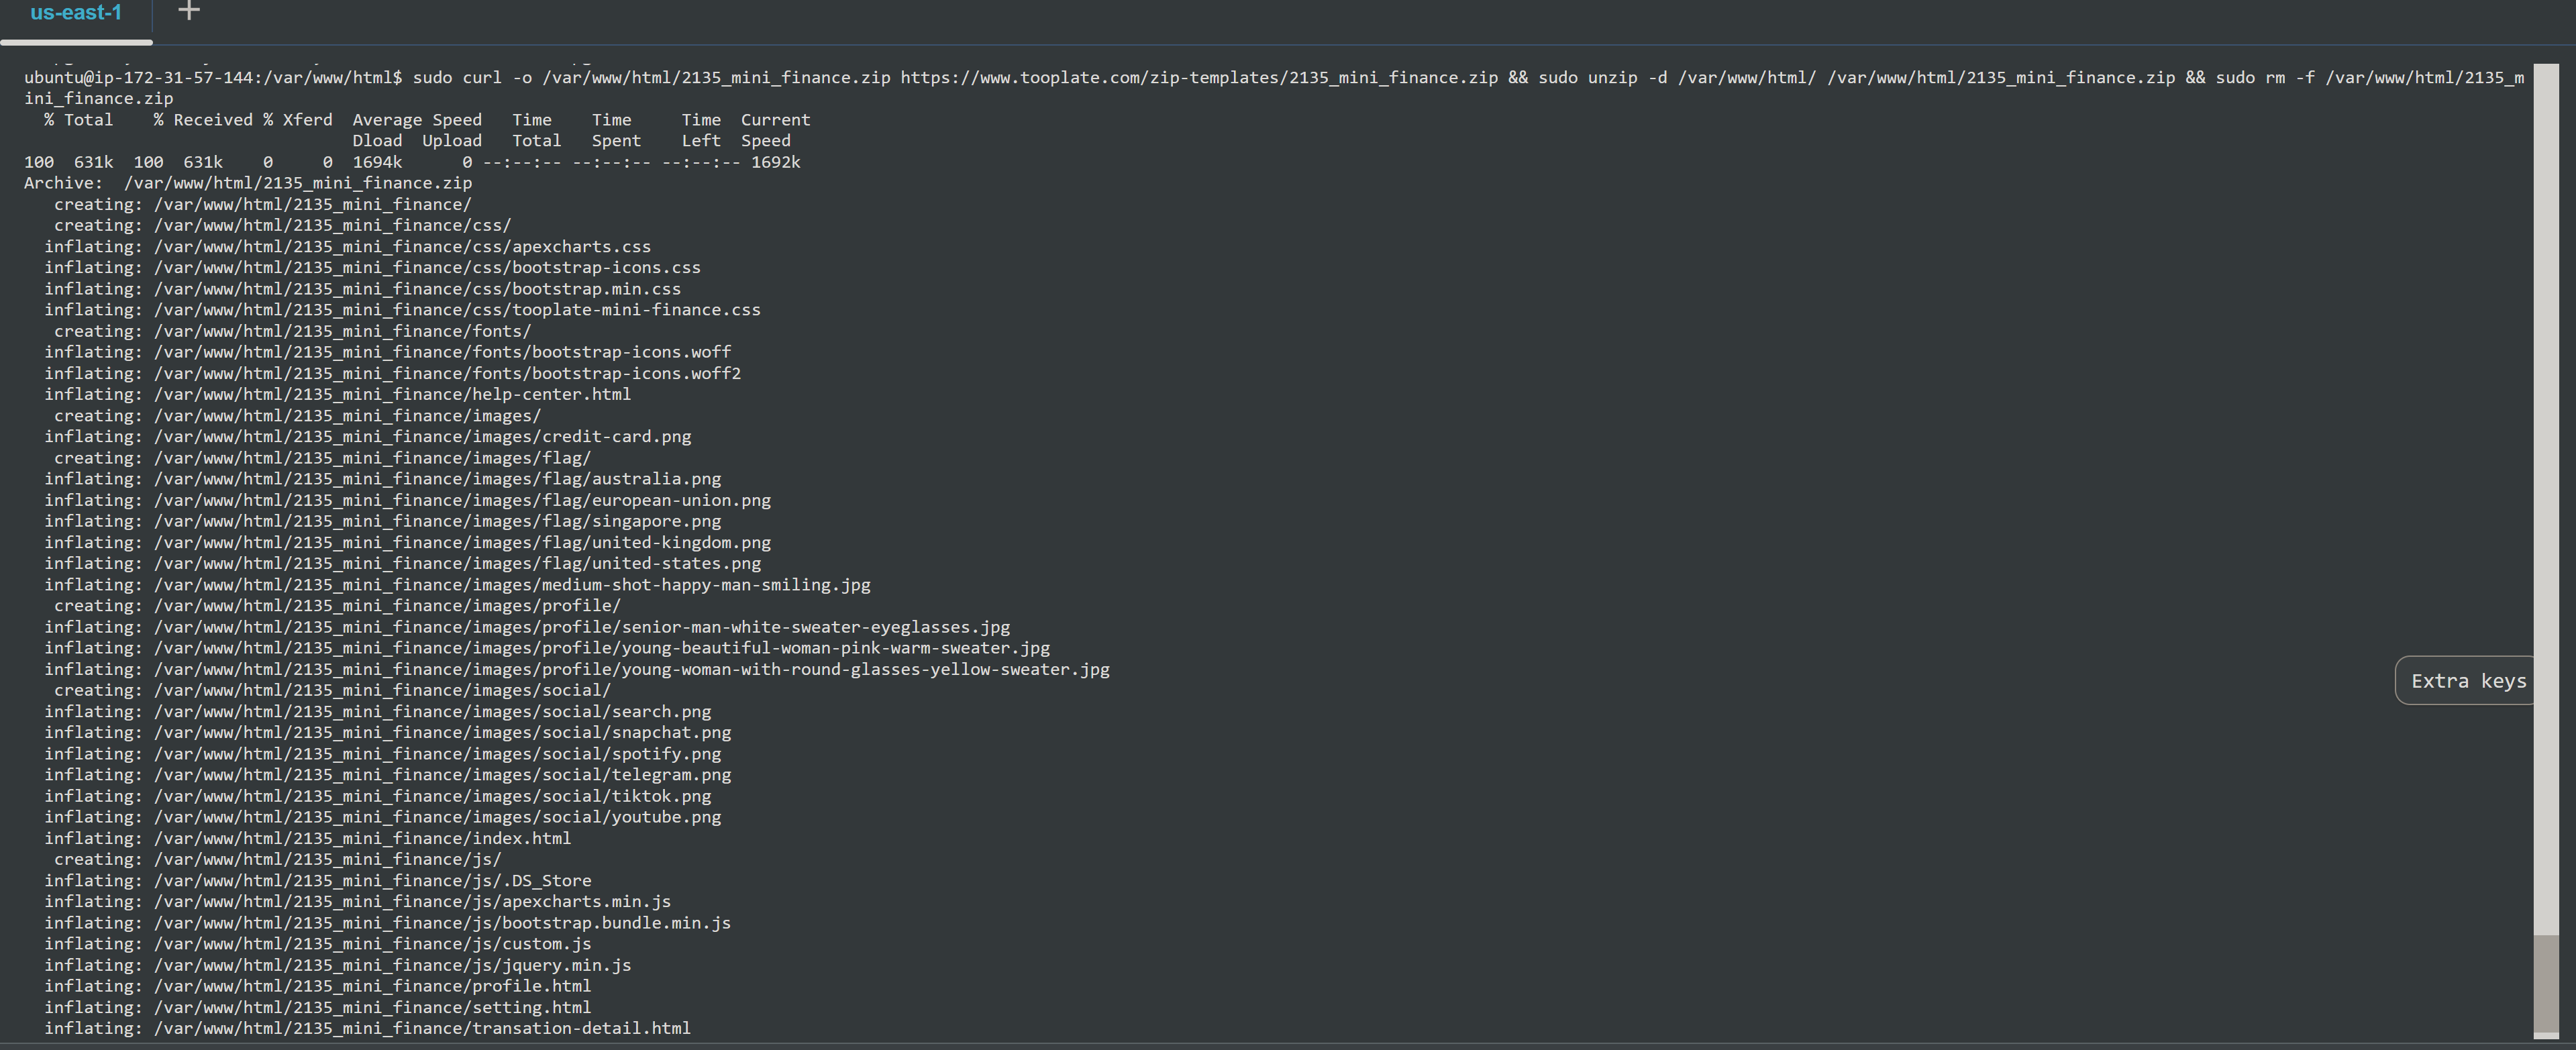 us-east-1 +
ubuntu@ip-172-31-57-144:/var/www/html$ sudo curl -o /var/www/html/2135_mini_finance.zip https://www.tooplate.com/zip-templates/2135_mini_finance.zip && sudo unzip -d /var/www/html/ /var/www/html/2135_mini_finance.zip && sudo rm -f /var/www/html/2135_m
ini_finance.zip
  % Total    % Received % Xferd  Average Speed   Time    Time     Time  Current
                                 Dload  Upload   Total   Spent    Left  Speed
100  631k  100  631k    0     0  1694k      0 --:--:-- --:--:-- --:--:-- 1692k
Archive:  /var/www/html/2135_mini_finance.zip
   creating: /var/www/html/2135_mini_finance/
   creating: /var/www/html/2135_mini_finance/css/
  inflating: /var/www/html/2135_mini_finance/css/apexcharts.css
  inflating: /var/www/html/2135_mini_finance/css/bootstrap-icons.css
  inflating: /var/www/html/2135_mini_finance/css/bootstrap.min.css
  inflating: /var/www/html/2135_mini_finance/css/tooplate-mini-finance.css
   creating: /var/www/html/2135_mini_finance/fonts/
  inflating: /var/www/html/2135_mini_finance/fonts/bootstrap-icons.woff
  inflating: /var/www/html/2135_mini_finance/fonts/bootstrap-icons.woff2
  inflating: /var/www/html/2135_mini_finance/help-center.html
   creating: /var/www/html/2135_mini_finance/images/
  inflating: /var/www/html/2135_mini_finance/images/credit-card.png
   creating: /var/www/html/2135_mini_finance/images/flag/
  inflating: /var/www/html/2135_mini_finance/images/flag/australia.png
  inflating: /var/www/html/2135_mini_finance/images/flag/european-union.png
  inflating: /var/www/html/2135_mini_finance/images/flag/singapore.png
  inflating: /var/www/html/2135_mini_finance/images/flag/united-kingdom.png
  inflating: /var/www/html/2135_mini_finance/images/flag/united-states.png
  inflating: /var/www/html/2135_mini_finance/images/medium-shot-happy-man-smiling.jpg
   creating: /var/www/html/2135_mini_finance/images/profile/
  inflating: /var/www/html/2135_mini_finance/images/profile/senior-man-white-sweater-eyeglasses.jpg
  inflating: /var/www/html/2135_mini_finance/images/profile/young-beautiful-woman-pink-warm-sweater.jpg
  inflating: /var/www/html/2135_mini_finance/images/profile/young-woman-with-round-glasses-yellow-sweater.jpg
   creating: /var/www/html/2135_mini_finance/images/social/
Extra keys
  inflating: /var/www/html/2135_mini_finance/images/social/search.png
  inflating: /var/www/html/2135_mini_finance/images/social/snapchat.png
  inflating: /var/www/html/2135_mini_finance/images/social/spotify.png
  inflating: /var/www/html/2135_mini_finance/images/social/telegram.png
  inflating: /var/www/html/2135_mini_finance/images/social/tiktok.png
  inflating: /var/www/html/2135_mini_finance/images/social/youtube.png
  inflating: /var/www/html/2135_mini_finance/index.html
   creating: /var/www/html/2135_mini_finance/js/
  inflating: /var/www/html/2135_mini_finance/js/.DS_Store
  inflating: /var/www/html/2135_mini_finance/js/apexcharts.min.js
  inflating: /var/www/html/2135_mini_finance/js/bootstrap.bundle.min.js
  inflating: /var/www/html/2135_mini_finance/js/custom.js
  inflating: /var/www/html/2135_mini_finance/js/jquery.min.js
  inflating: /var/www/html/2135_mini_finance/profile.html
  inflating: /var/www/html/2135_mini_finance/setting.html
  inflating: /var/www/html/2135_mini_finance/transation-detail.html